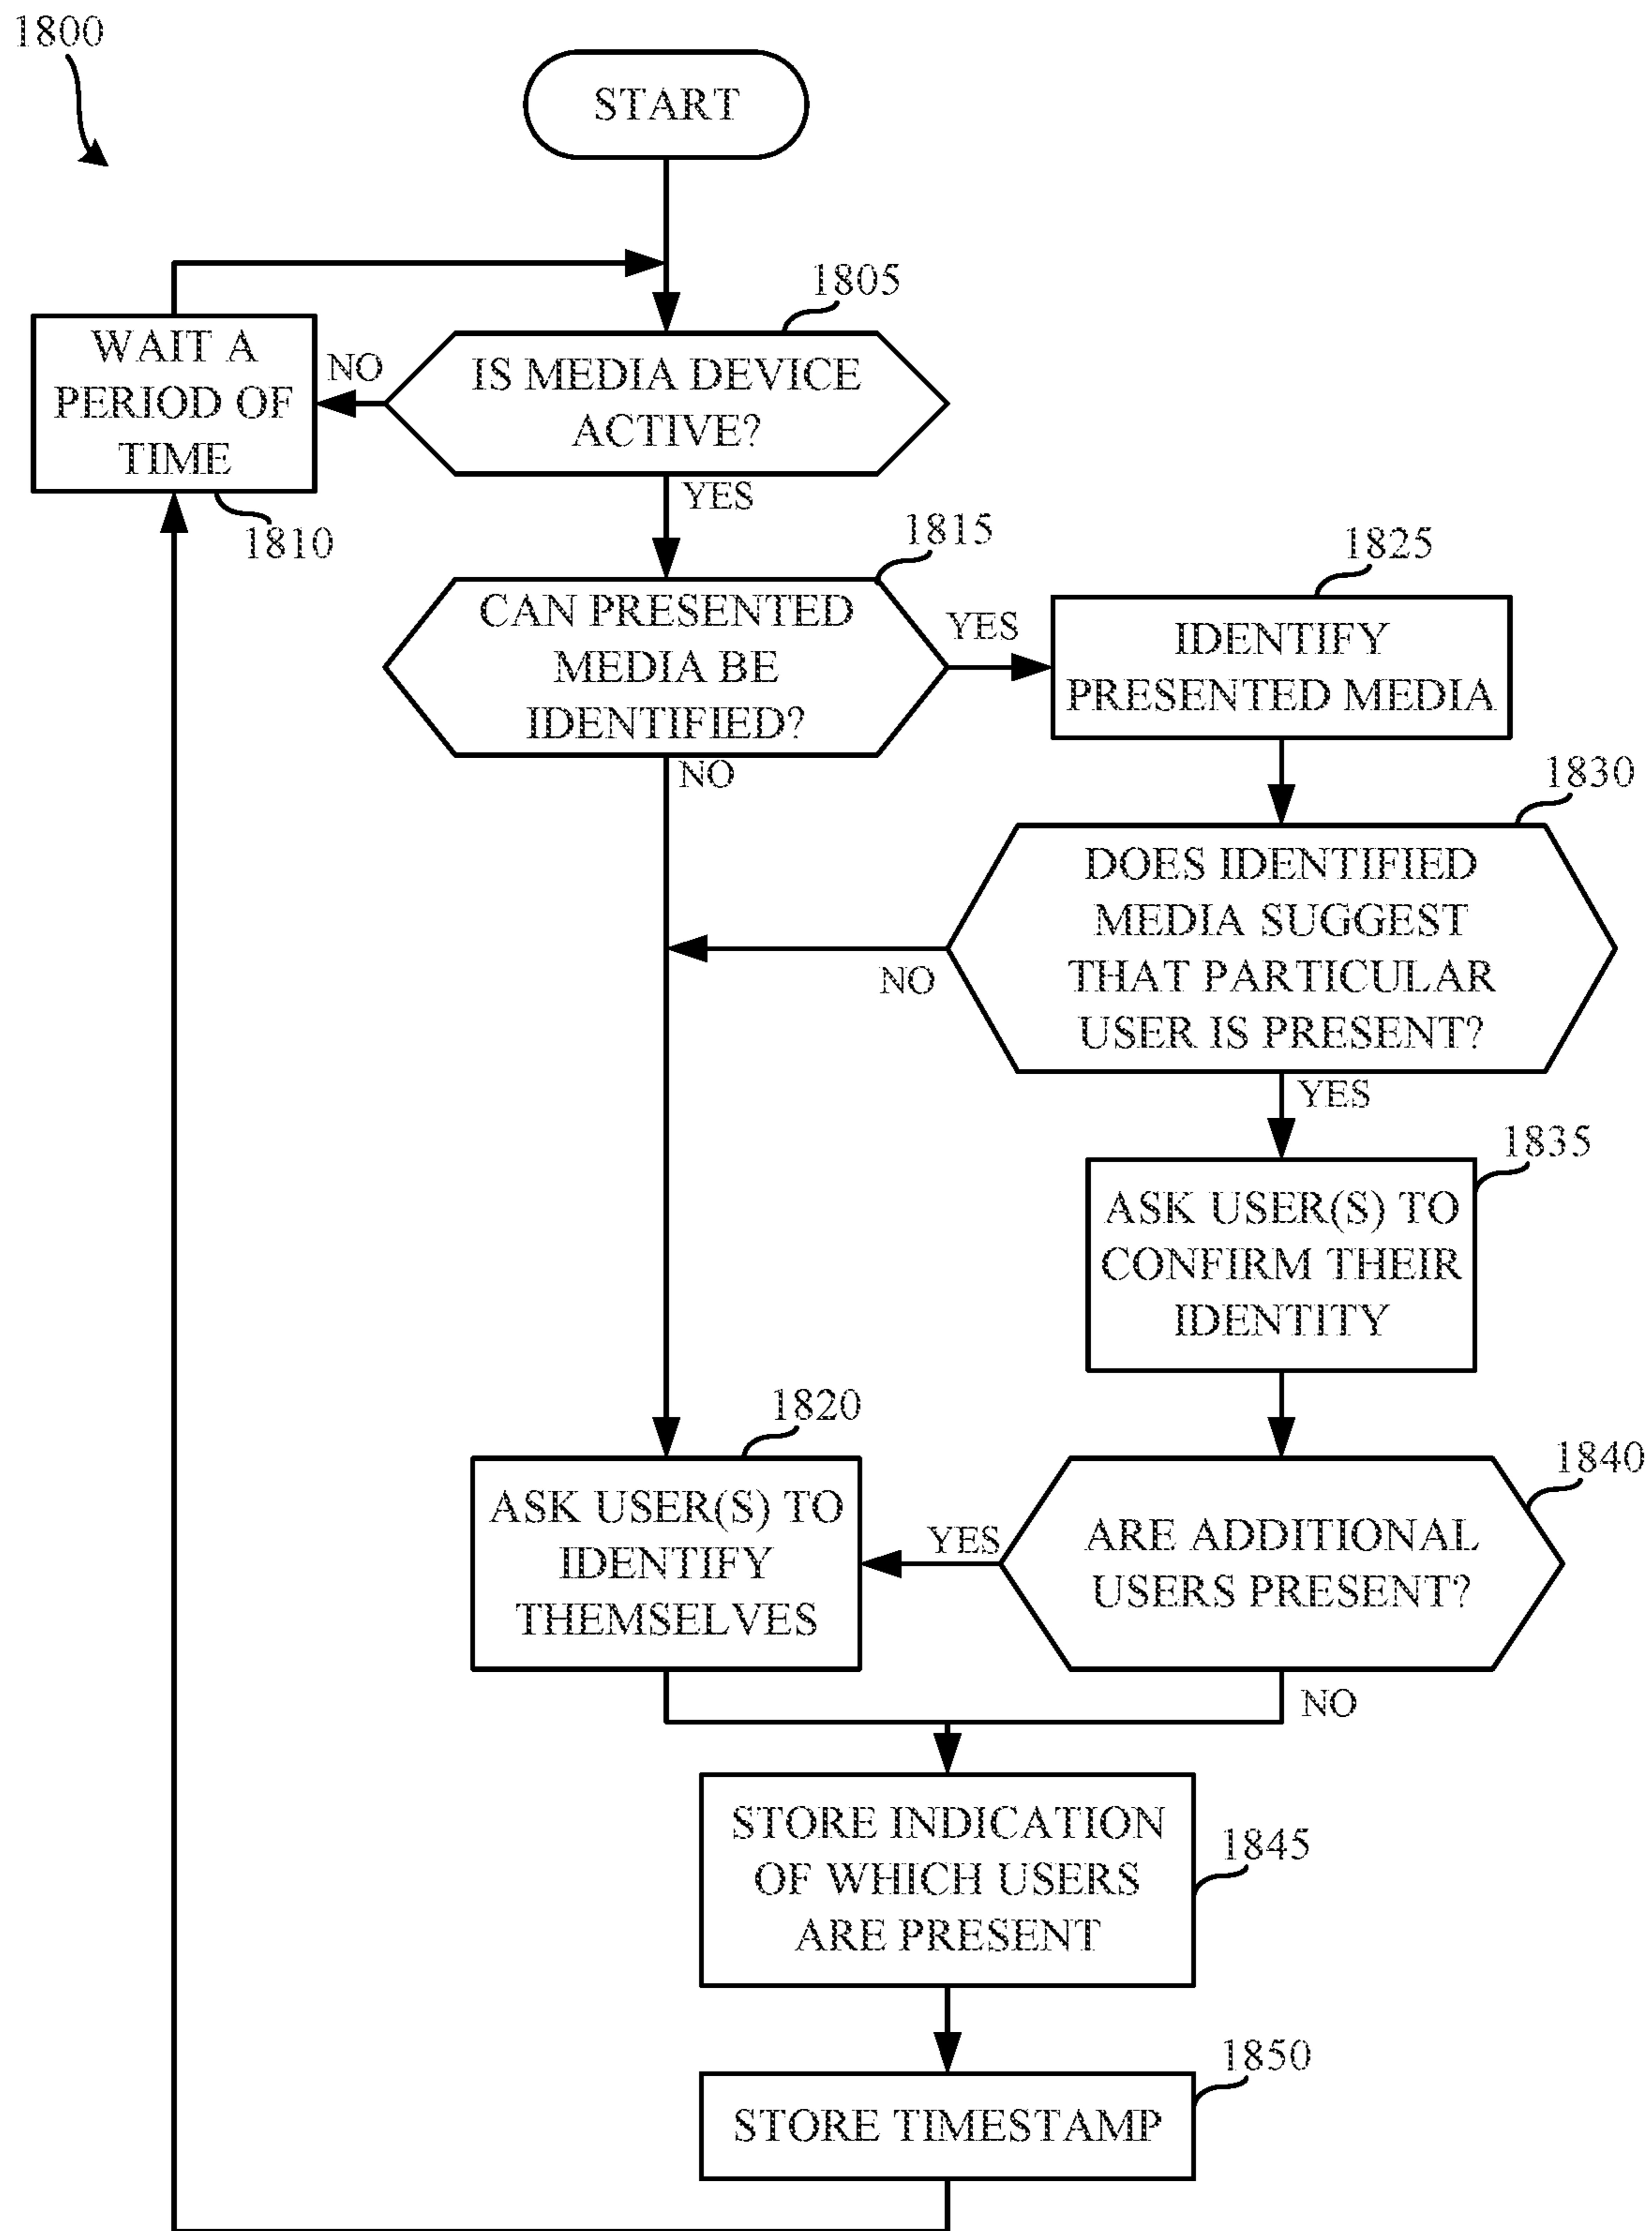 1800
START
1805
WAIT A
PERIOD OF
TIME
NO
IS MEDIA DEVICE
ACTIVE?
1810
YES
1815
CAN PRESENTED
MEDIA BE
IDENTIFIED?
YES
1825
IDENTIFY
PRESENTED MEDIA
NO
1830
DOES IDENTIFIED
MEDIA SUGGEST
THAT PARTICULAR
USER IS PRESENT?
NO
YES
1835
ASK USER(S) TO
CONFIRM THEIR
IDENTITY
1820
ASK USER(S) TO
IDENTIFY
THEMSELVES
YES
1840
ARE ADDITIONAL
USERS PRESENT?
NO
STORE INDICATION
OF WHICH USERS
ARE PRESENT
1845
1850
STORE TIMESTAMP